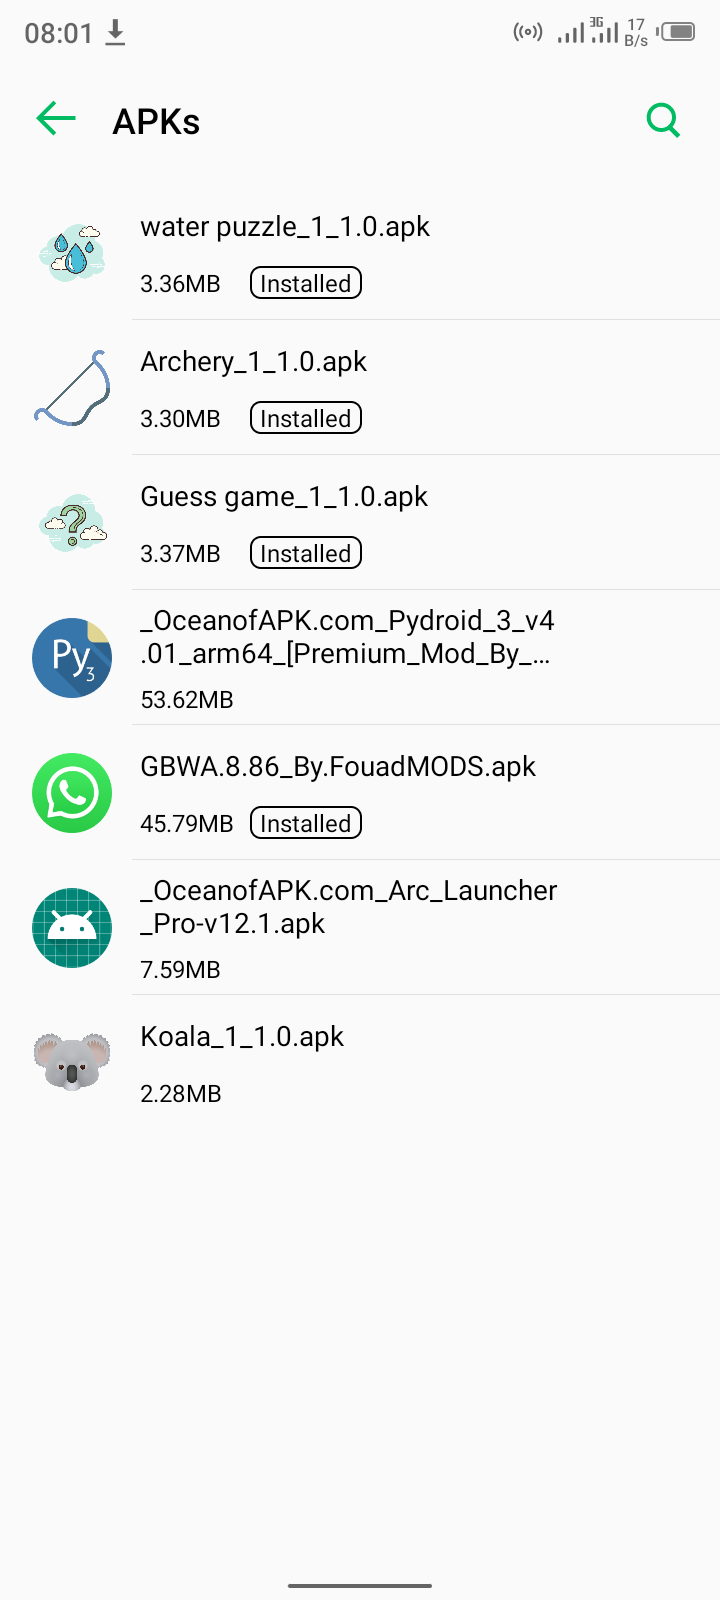 08:01
3G
17
B/s
APKs
water puzzle_1_1.0.apk
3.36MB Installed
Archery_1_1.0.apk
3.30MB Installed
Guess game_1_1.0.apk
3.37MB Installed
Py3
_OceanofAPK.com_Pydroid_3_v4
.01_arm64_[Premium_Mod_By_...
53.62MB
GBWA.8.86_By.FouadMODS.apk
45.79MB Installed
_OceanofAPK.com_Arc_Launcher
_Pro-v12.1.apk
7.59MB
Koala_1_1.0.apk
2.28MB